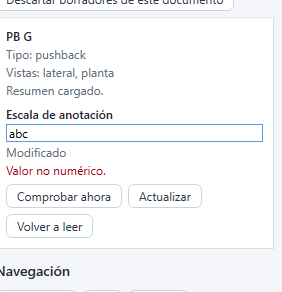 Descartar borradores de este documento
PB G
Tipo: pushback
Vistas: lateral, planta
Resumen cargado.
Escala de anotación
abc
Modificado
Valor no numérico.
Comprobar ahora
Actualizar
Volver a leer
Navegación